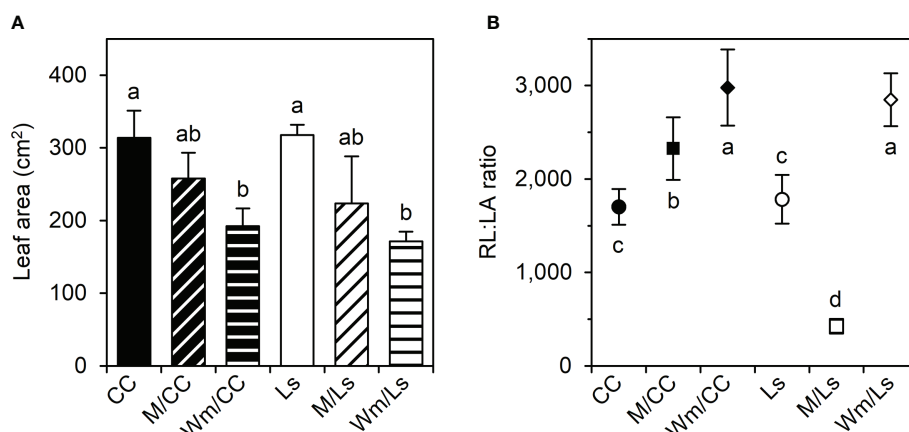 A
Leaf area (cm²)
400
300
200
100
0
a
ab
b
a
ab
b
CC
M/CC
Wm/CC
Ls
M/Ls
Wm/Ls
B
RL:LA ratio
3,000
2,000
1,000
0
c
b
a
c
d
a
CC
M/CC
Wm/CC
Ls
M/Ls
Wm/Ls